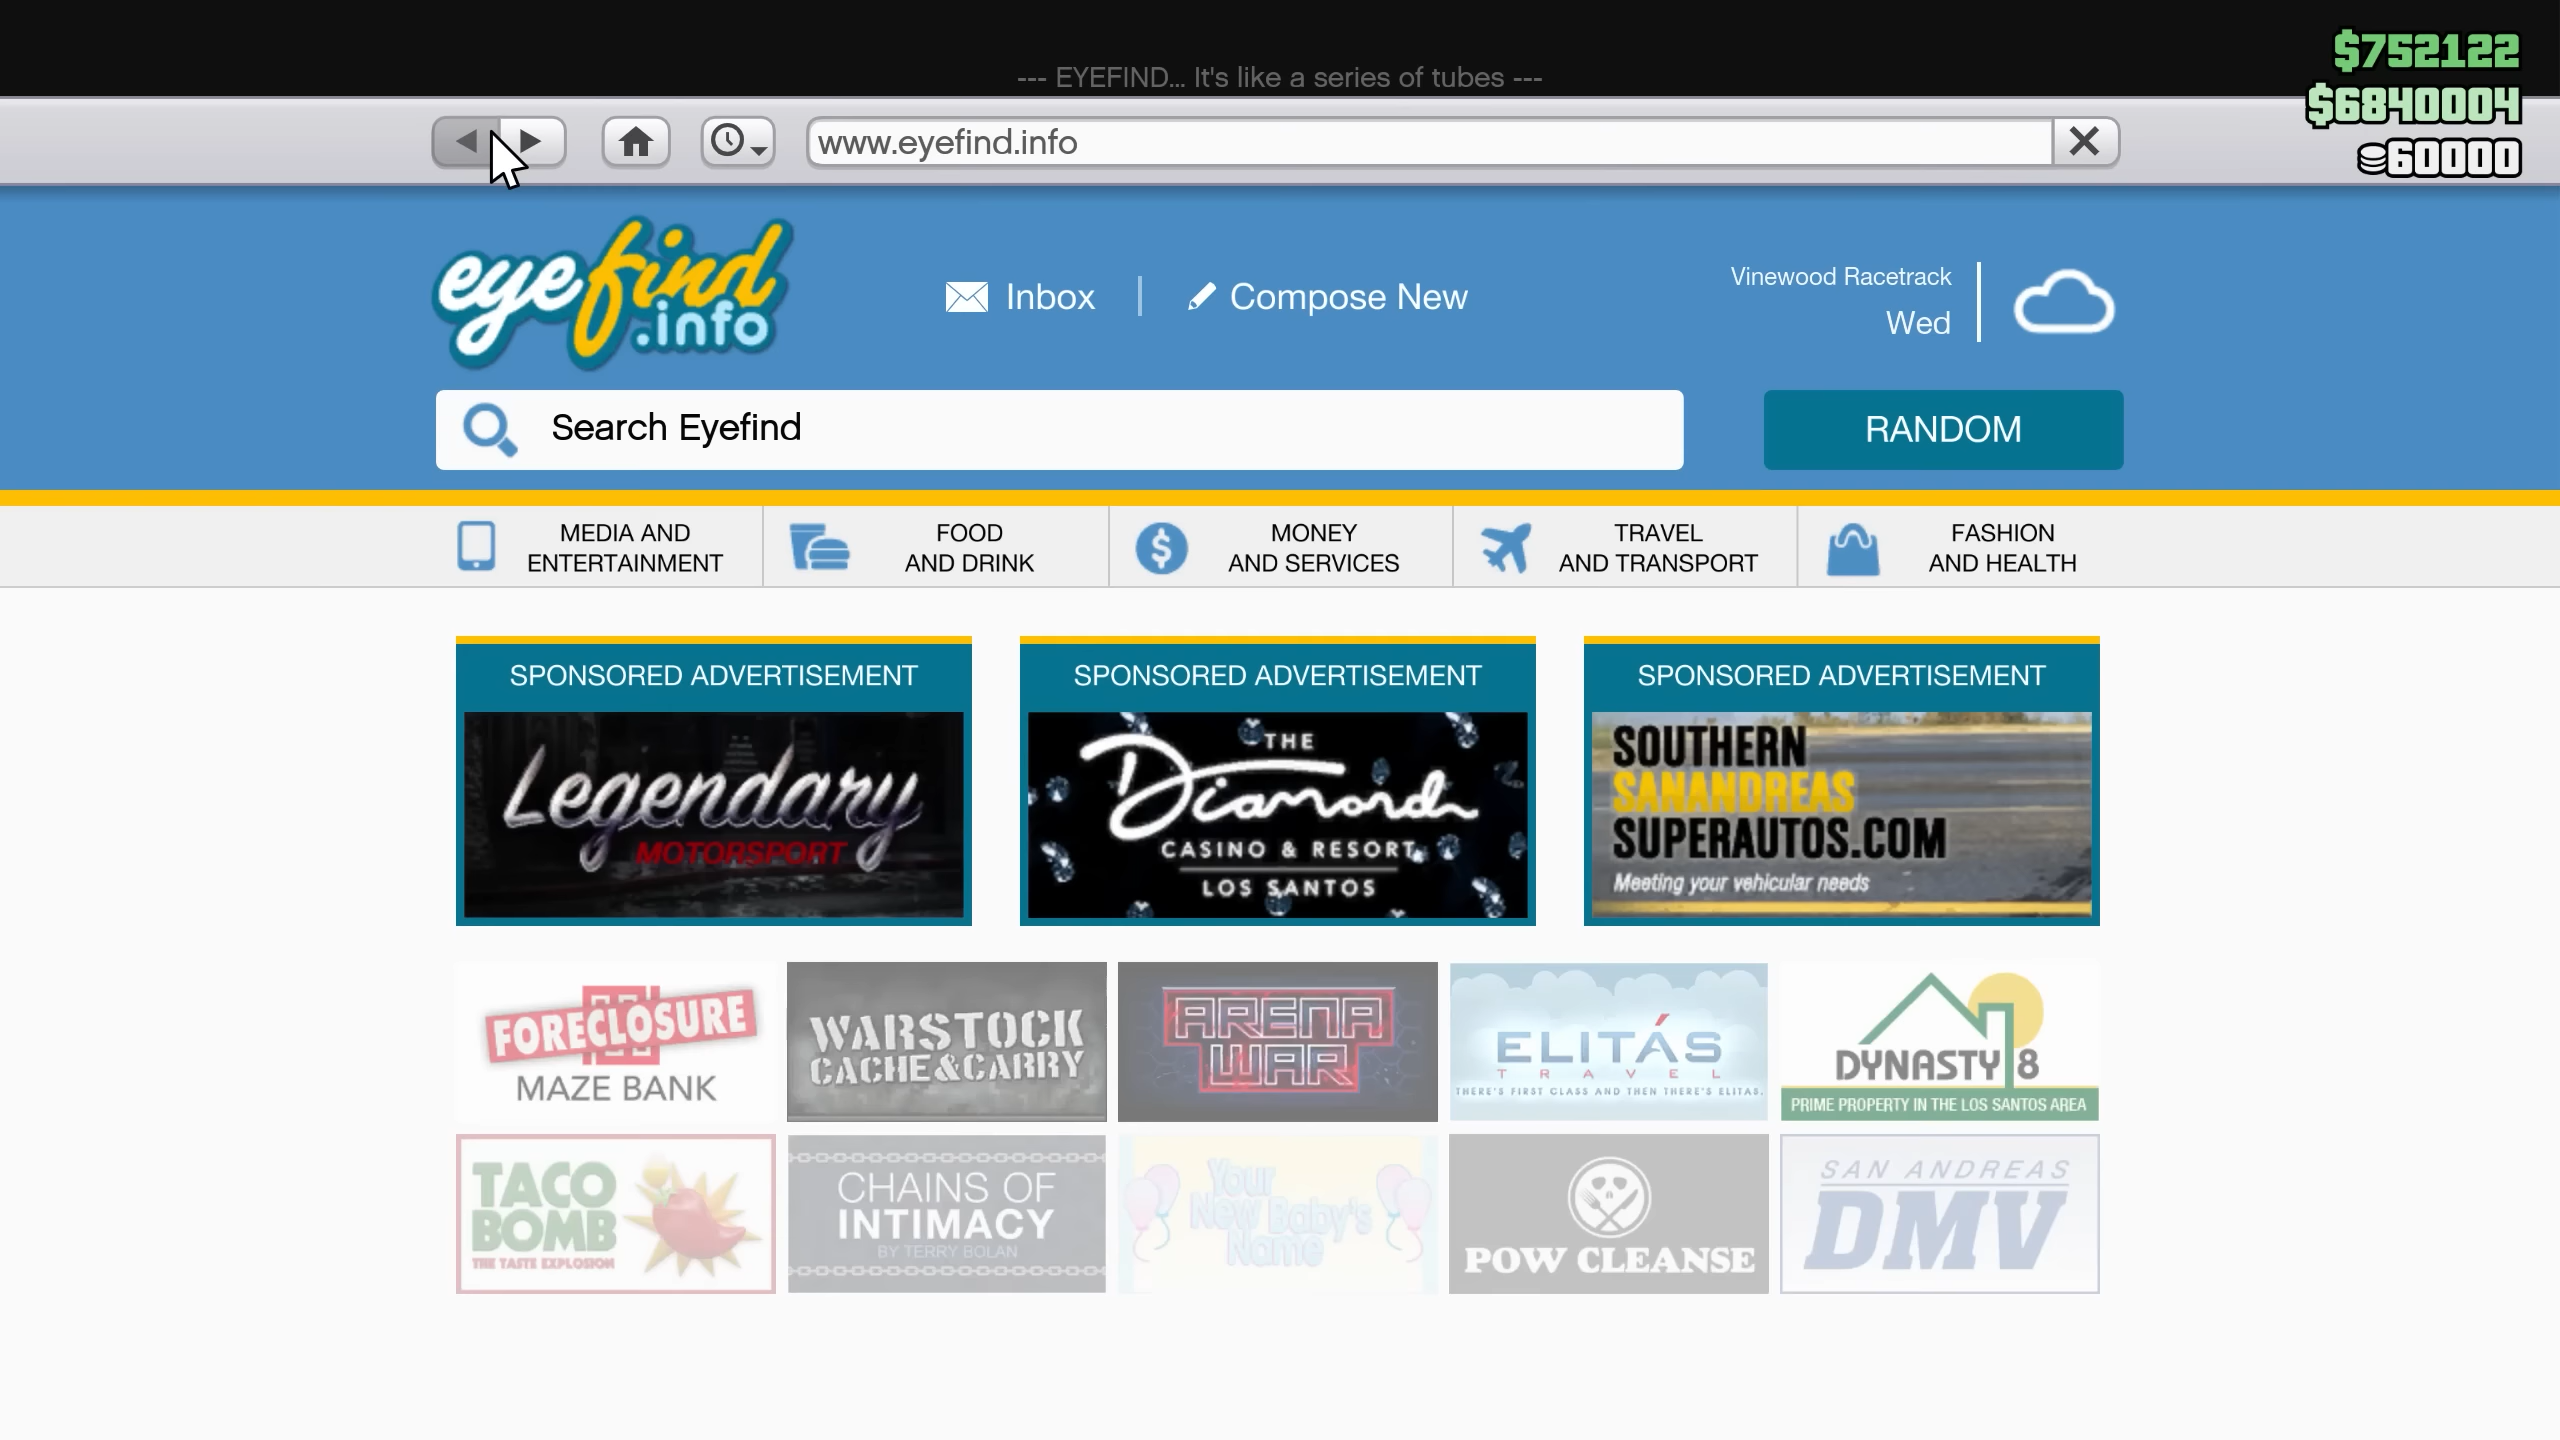 --- EYEFIND... It's like a series of tubes ---
$752122
$6840004
60000
www.eyefind.info
eyefind
.info
Inbox
Compose New
Vinewood Racetrack
Wed
Search Eyefind
RANDOM
MEDIA AND
ENTERTAINMENT
FOOD
AND DRINK
MONEY
AND SERVICES
TRAVEL
AND TRANSPORT
FASHION
AND HEALTH
SPONSORED ADVERTISEMENT
Legendary
MOTORSPORT
SPONSORED ADVERTISEMENT
THE
Diamond
CASINO & RESORT
LOS SANTOS
SPONSORED ADVERTISEMENT
SOUTHERN
SANANDREAS
SUPERAUTOS.COM
Meeting your vehicular needs
FORECLOSURE
MAZE BANK
WARSTOCK
CACHE&CARRY
ARENA
WAR
ELITÁS
TRAVEL
THERE'S FIRST CLASS AND THEN THERE'S ELITAS.
DYNASTY 8
PRIME PROPERTY IN THE LOS SANTOS AREA
TACO
BOMB
THE TASTE EXPLOSION
CHAINS OF
INTIMACY
BY TERRY BOLAN
Your
New Baby's
Name
POW CLEANSE
SAN ANDREAS
DMV